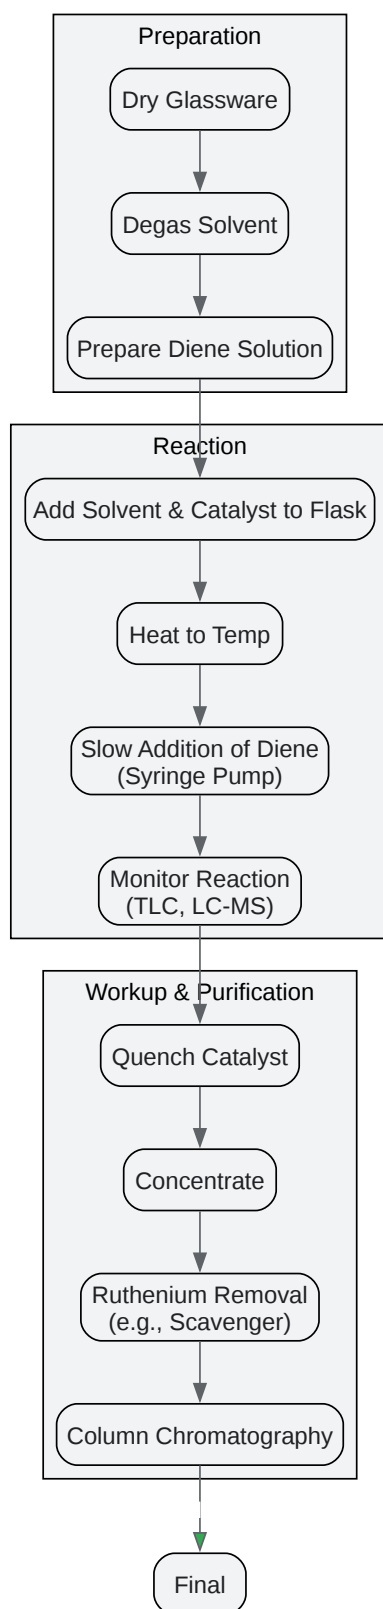 Preparation
Dry Glassware
Degas Solvent
Prepare Diene Solution
Reaction
Add Solvent & Catalyst to Flask
Heat to Temp
Slow Addition of Diene
(Syringe Pump)
Monitor Reaction
(TLC, LC-MS)
Workup & Purification
Quench Catalyst
Concentrate
Ruthenium Removal
(e.g., Scavenger)
Column Chromatography
Final